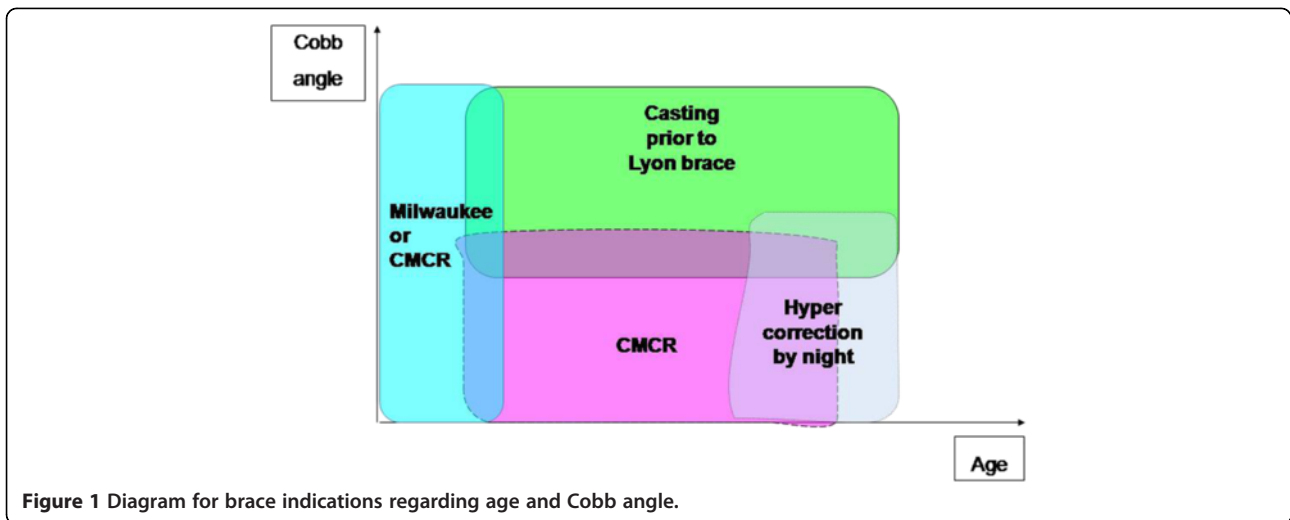 Cobb
angle
Casting
prior to
Lyon brace
Milwaukee
or
CMCR
Hyper
correction
by night
CMCR
Age
Figure 1 Diagram for brace indications regarding age and Cobb angle.